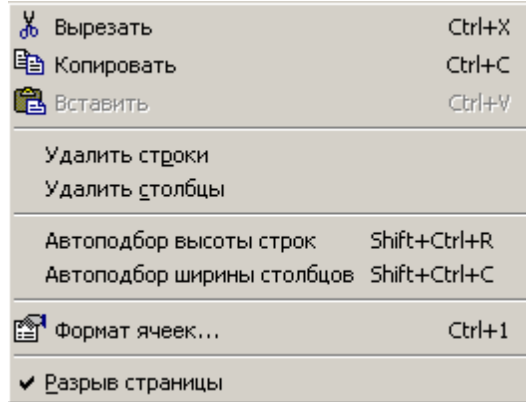 Вырезать Ctrl+X
Копировать Ctrl+C
Вставить Ctrl+V
Удалить строки
Удалить столбцы
Автоподбор высоты строк Shift+Ctrl+R
Автоподбор ширины столбцов Shift+Ctrl+C
Формат ячеек... Ctrl+1
Разрыв страницы